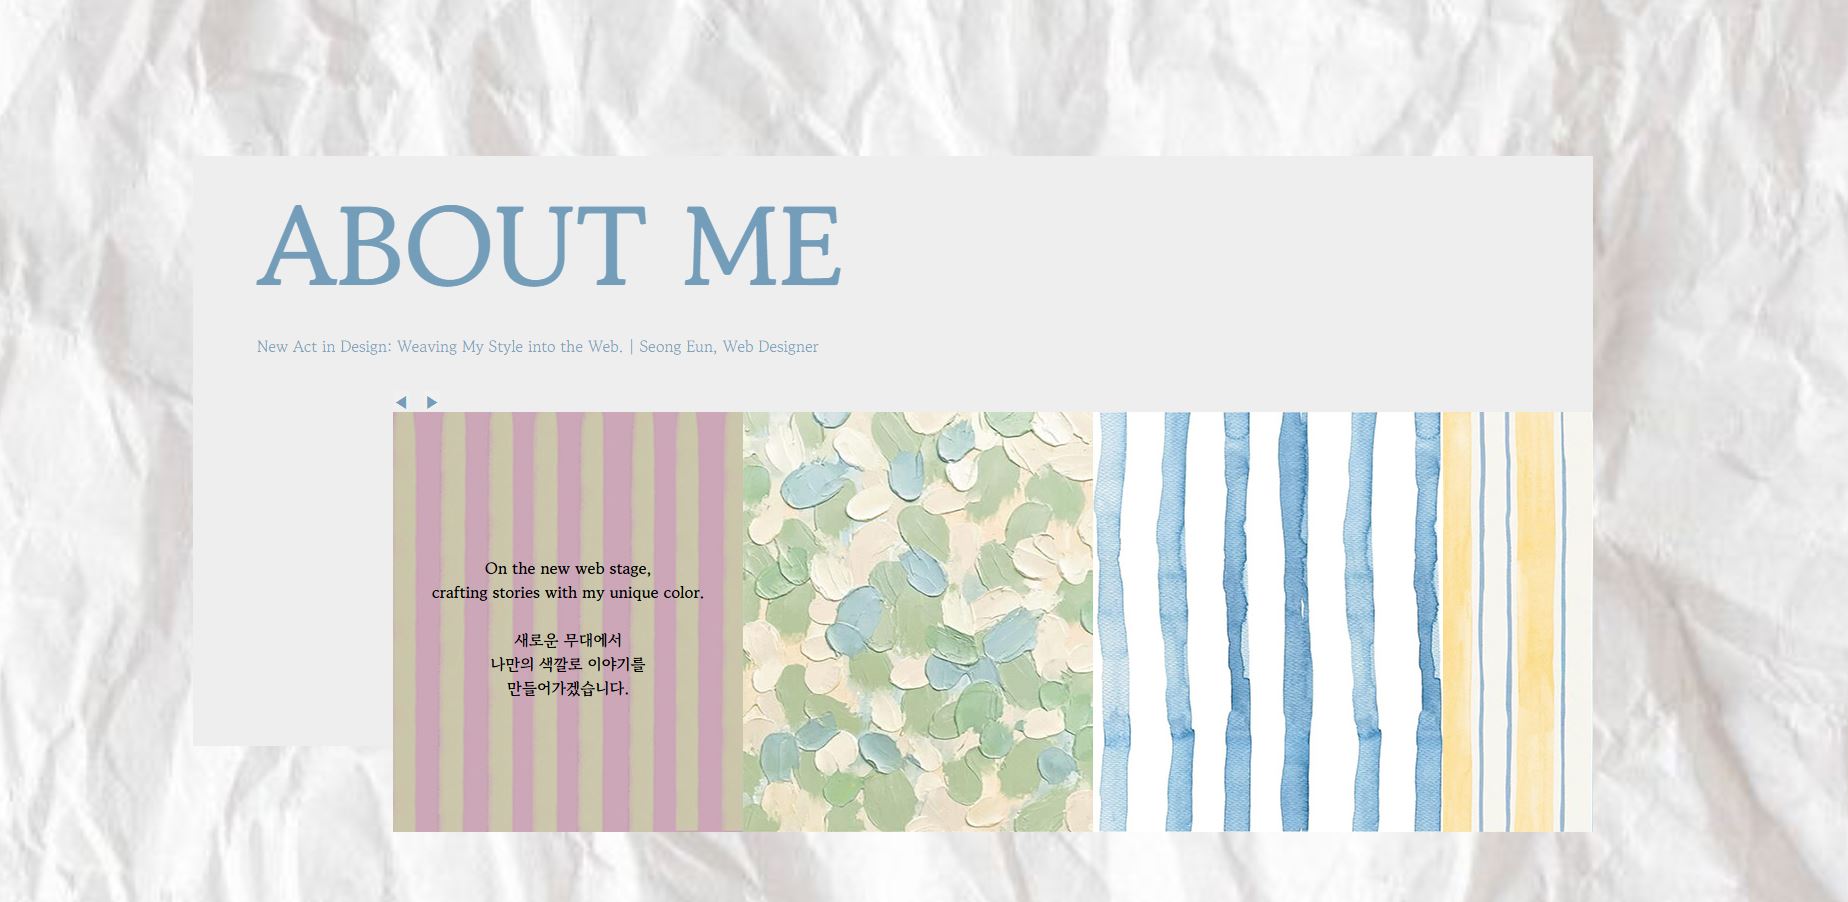 ABOUT ME
New Act in Design: Weaving My Style into the Web. | Seong Eun, Web Designer
On the new web stage,
crafting stories with my unique color.
새로운 무대에서
나만의 색깔로 이야기를
만들어가겠습니다.